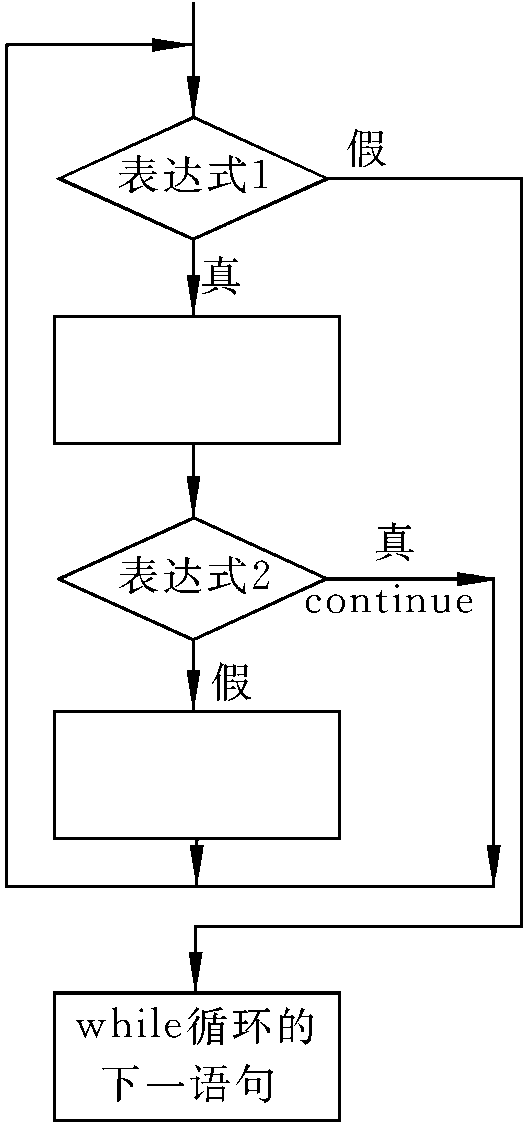 假
表达式1
真
真
表达式2
continue
假
while循环的
下一语句